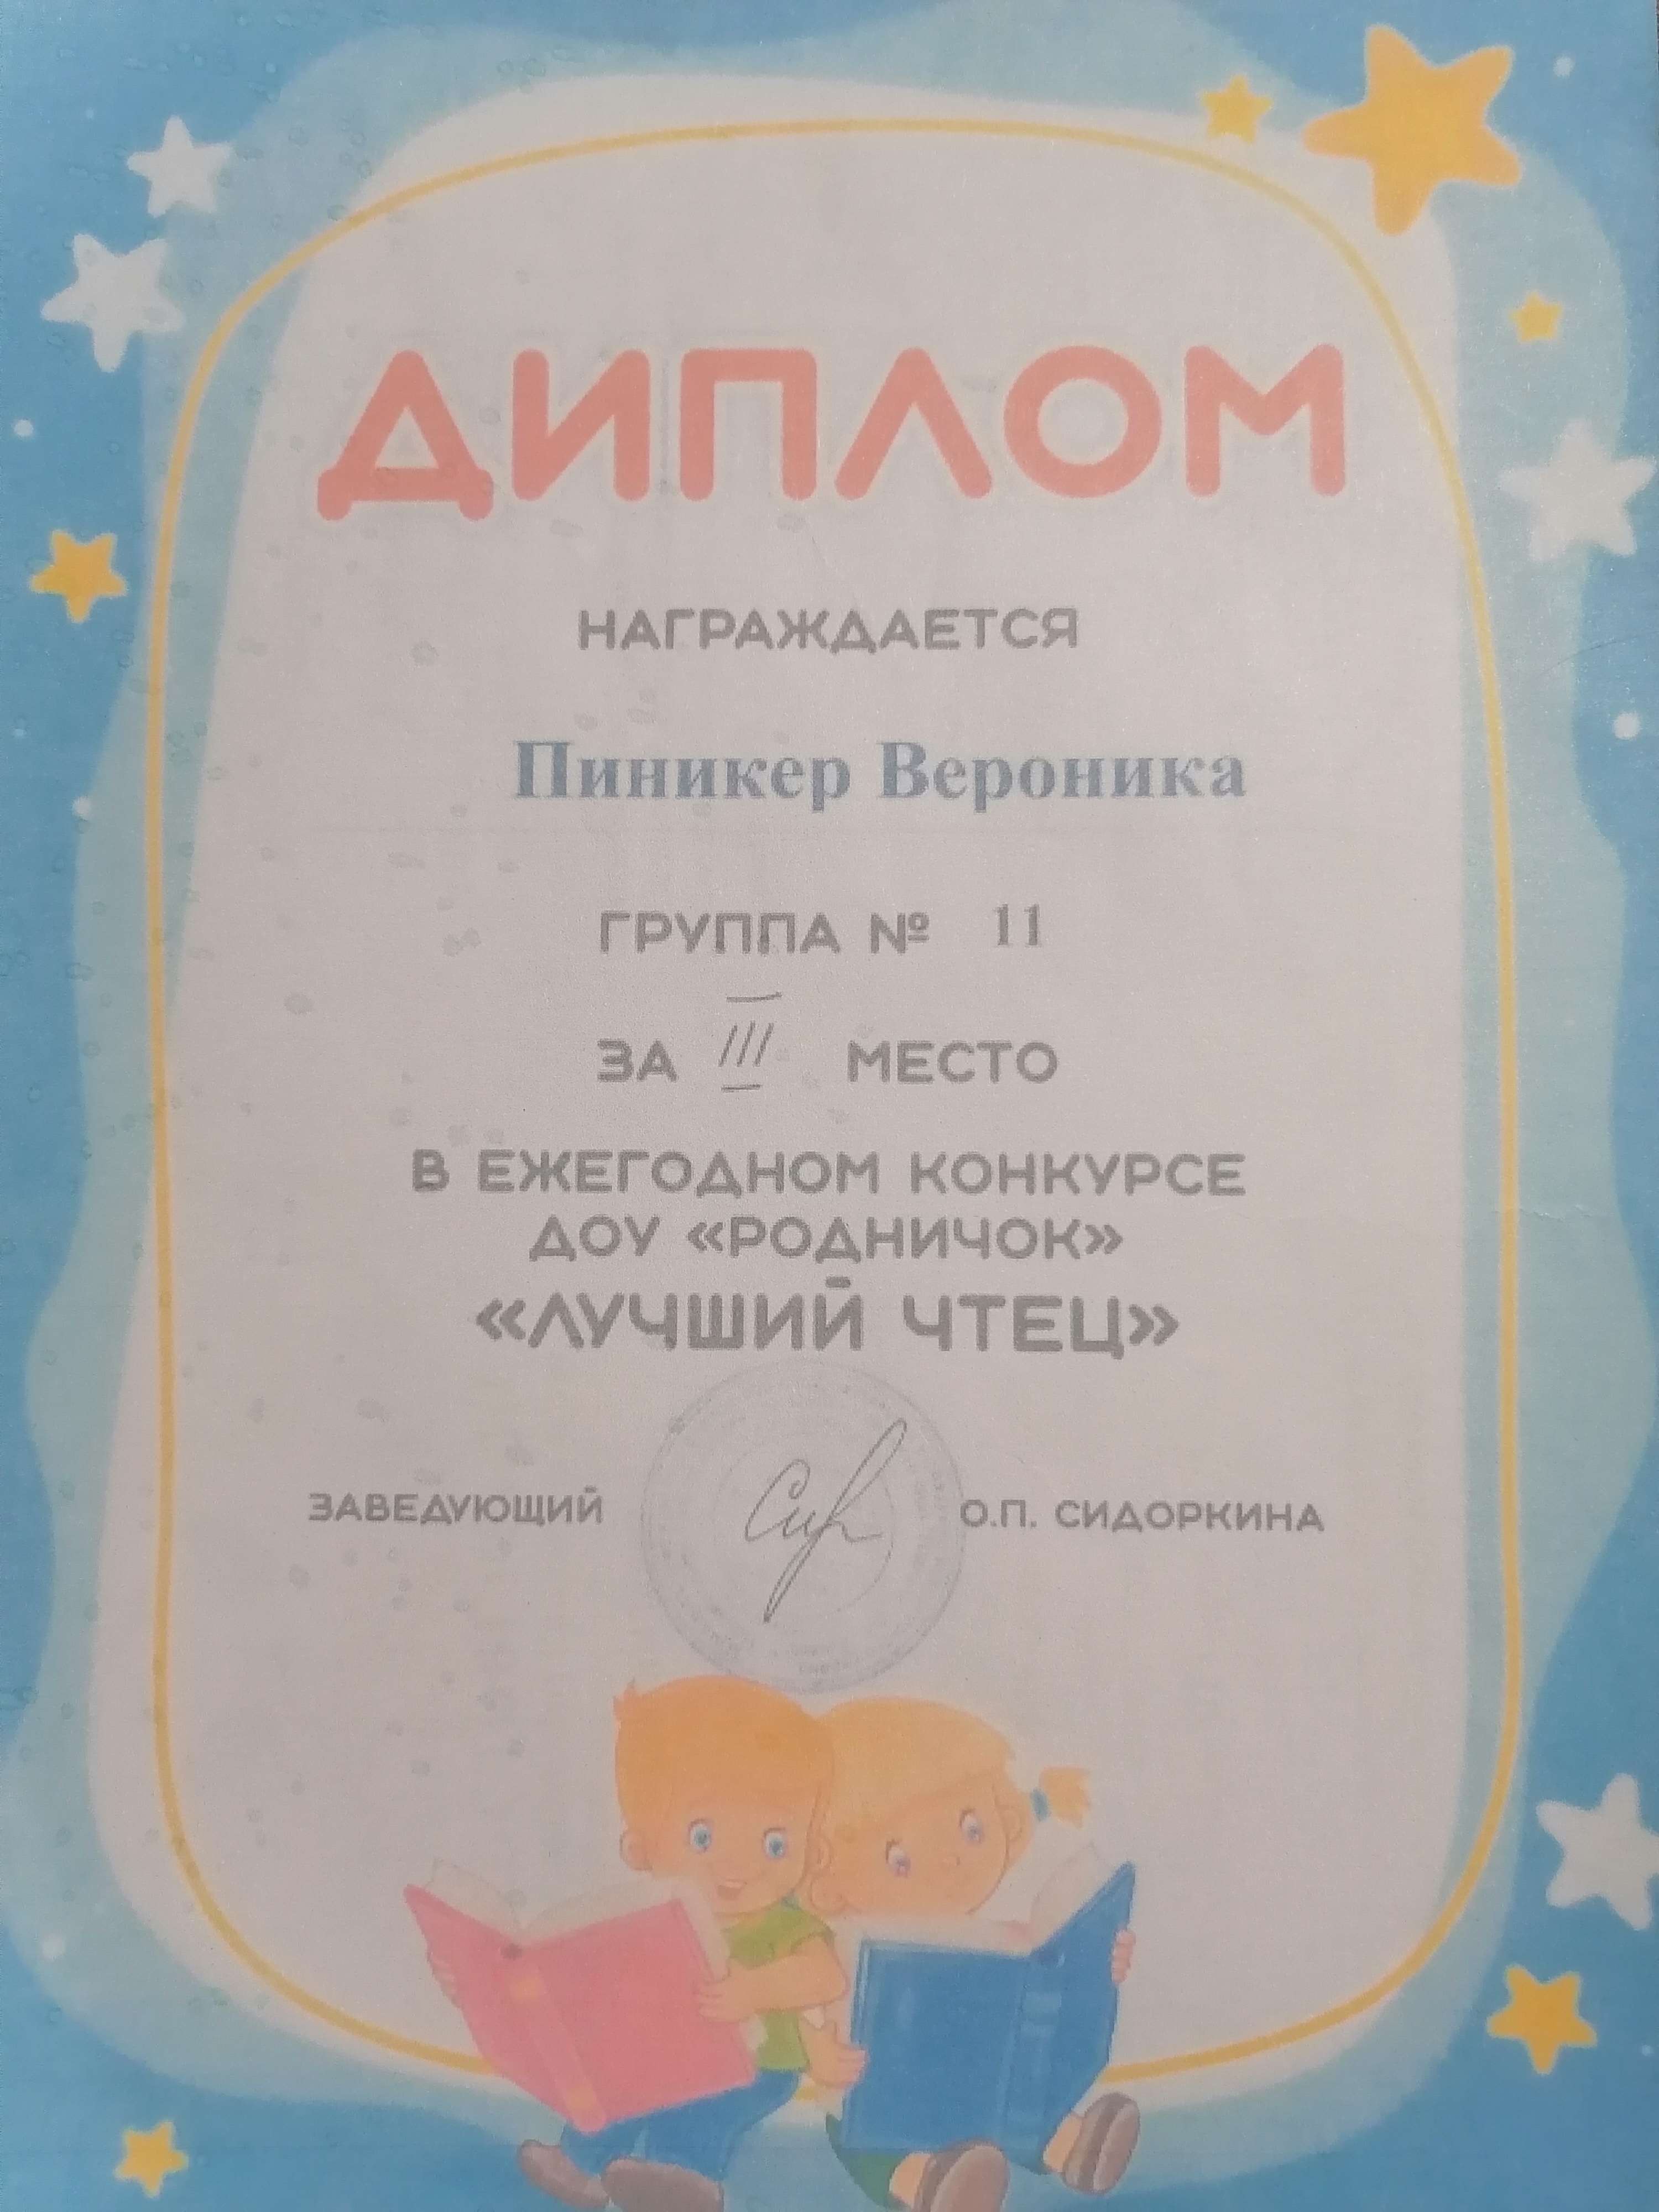 ДИПЛОМ
НАГРАЖДАЕТСЯ
Пиникер Вероника
ГРУППА № 11
ЗА III МЕСТО
В ЕЖЕГОДНОМ КОНКУРСЕ
ДОУ «РОДНИЧОК»
«ЛУЧШИЙ ЧТЕЦ»
ЗАВЕДУЮЩИЙ О.П. СИДОРКИНА